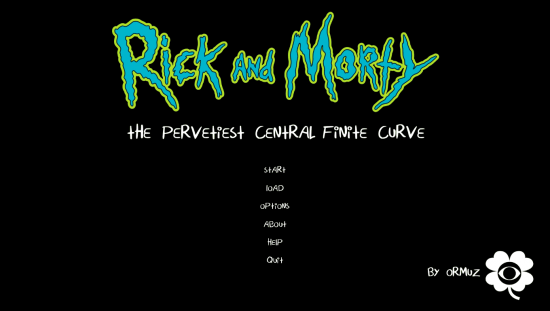 Rick and Morty
the Pervetiest Central Finite Curve
Start
Load
Options
About
Help
Quit
By Ormuz